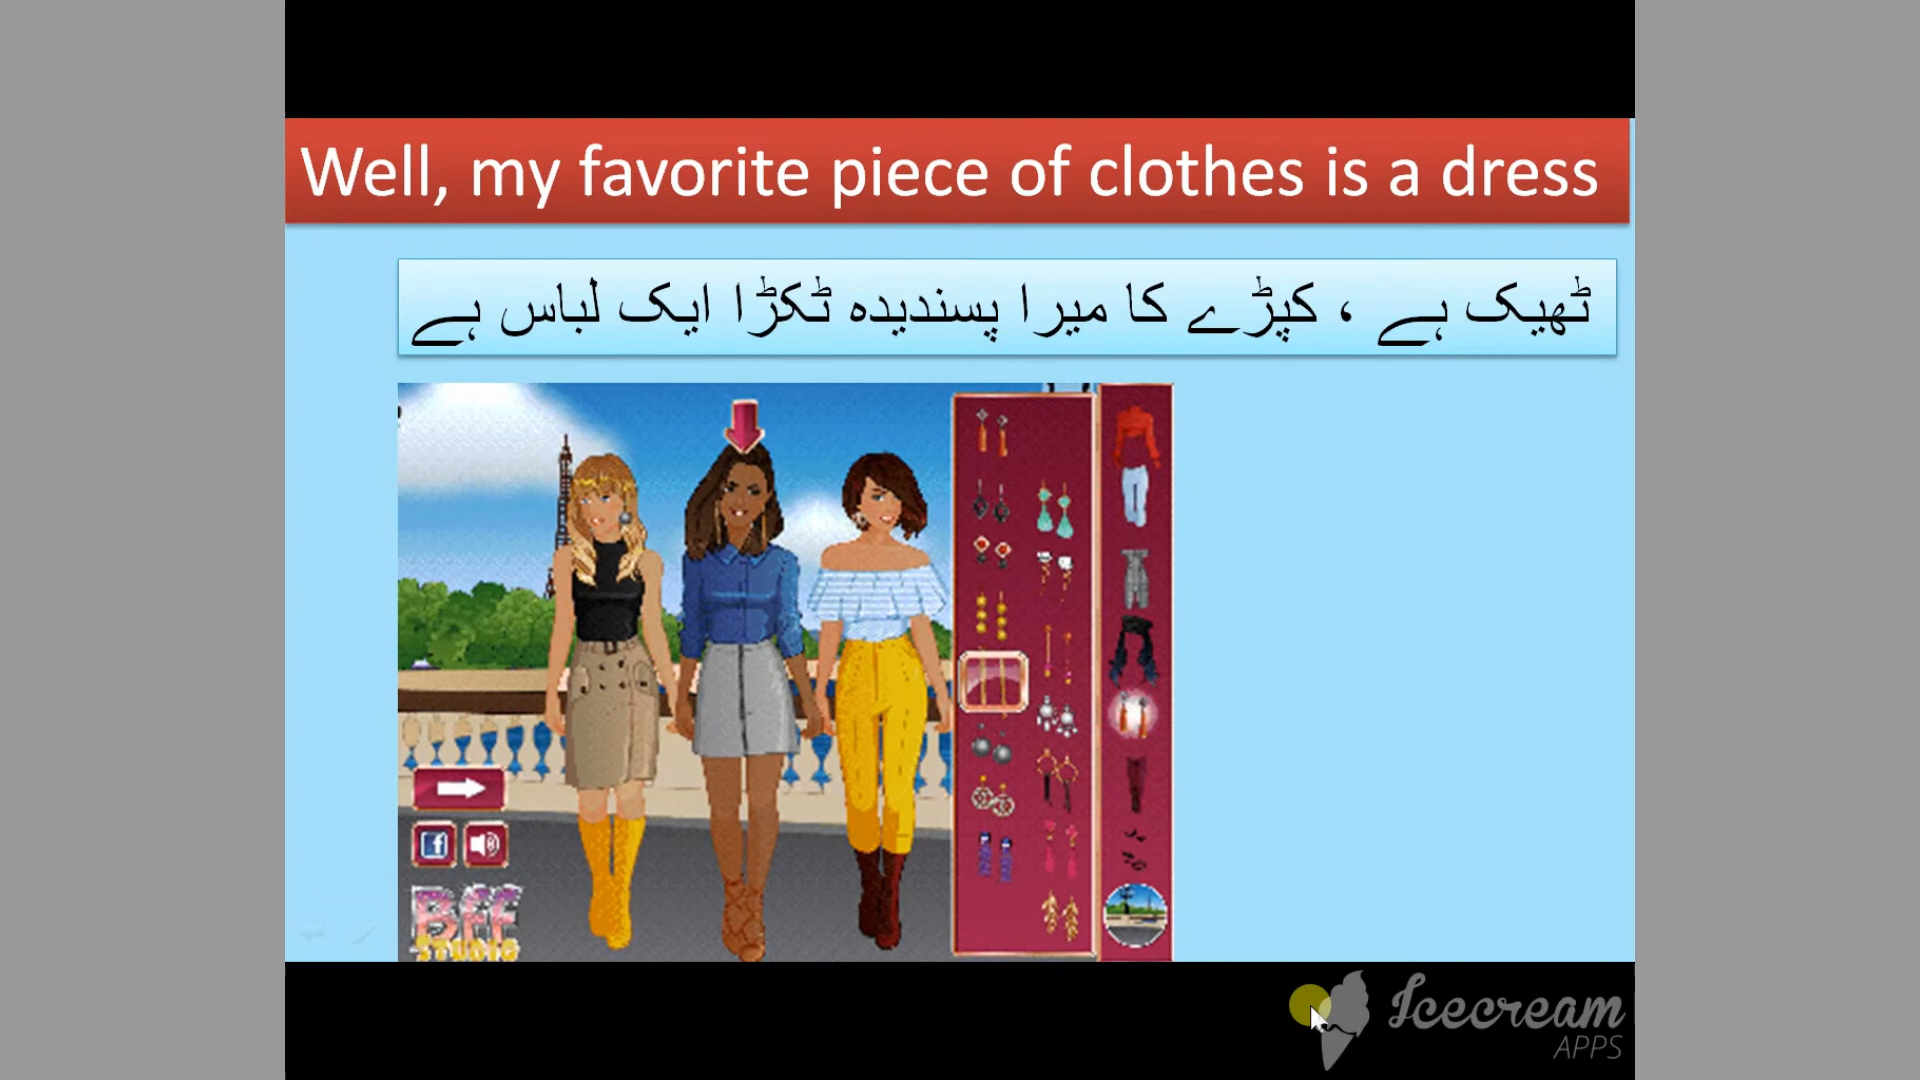 Well, my favorite piece of clothes is a dress
ٹھیک ہے ، کپڑے کا میرا پسندیدہ ٹکڑا ایک لباس ہے
BFF
STUDIO
Icecream
APPS